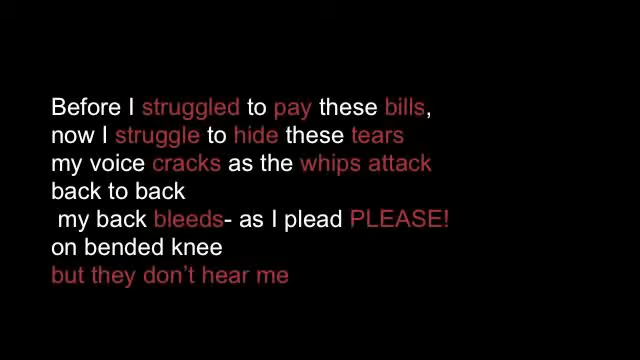 Before I struggled to pay these bills,
now I struggle to hide these tears
my voice cracks as the whips attack
back to back
my back bleeds- as I plead PLEASE!
on bended knee
but they don't hear me